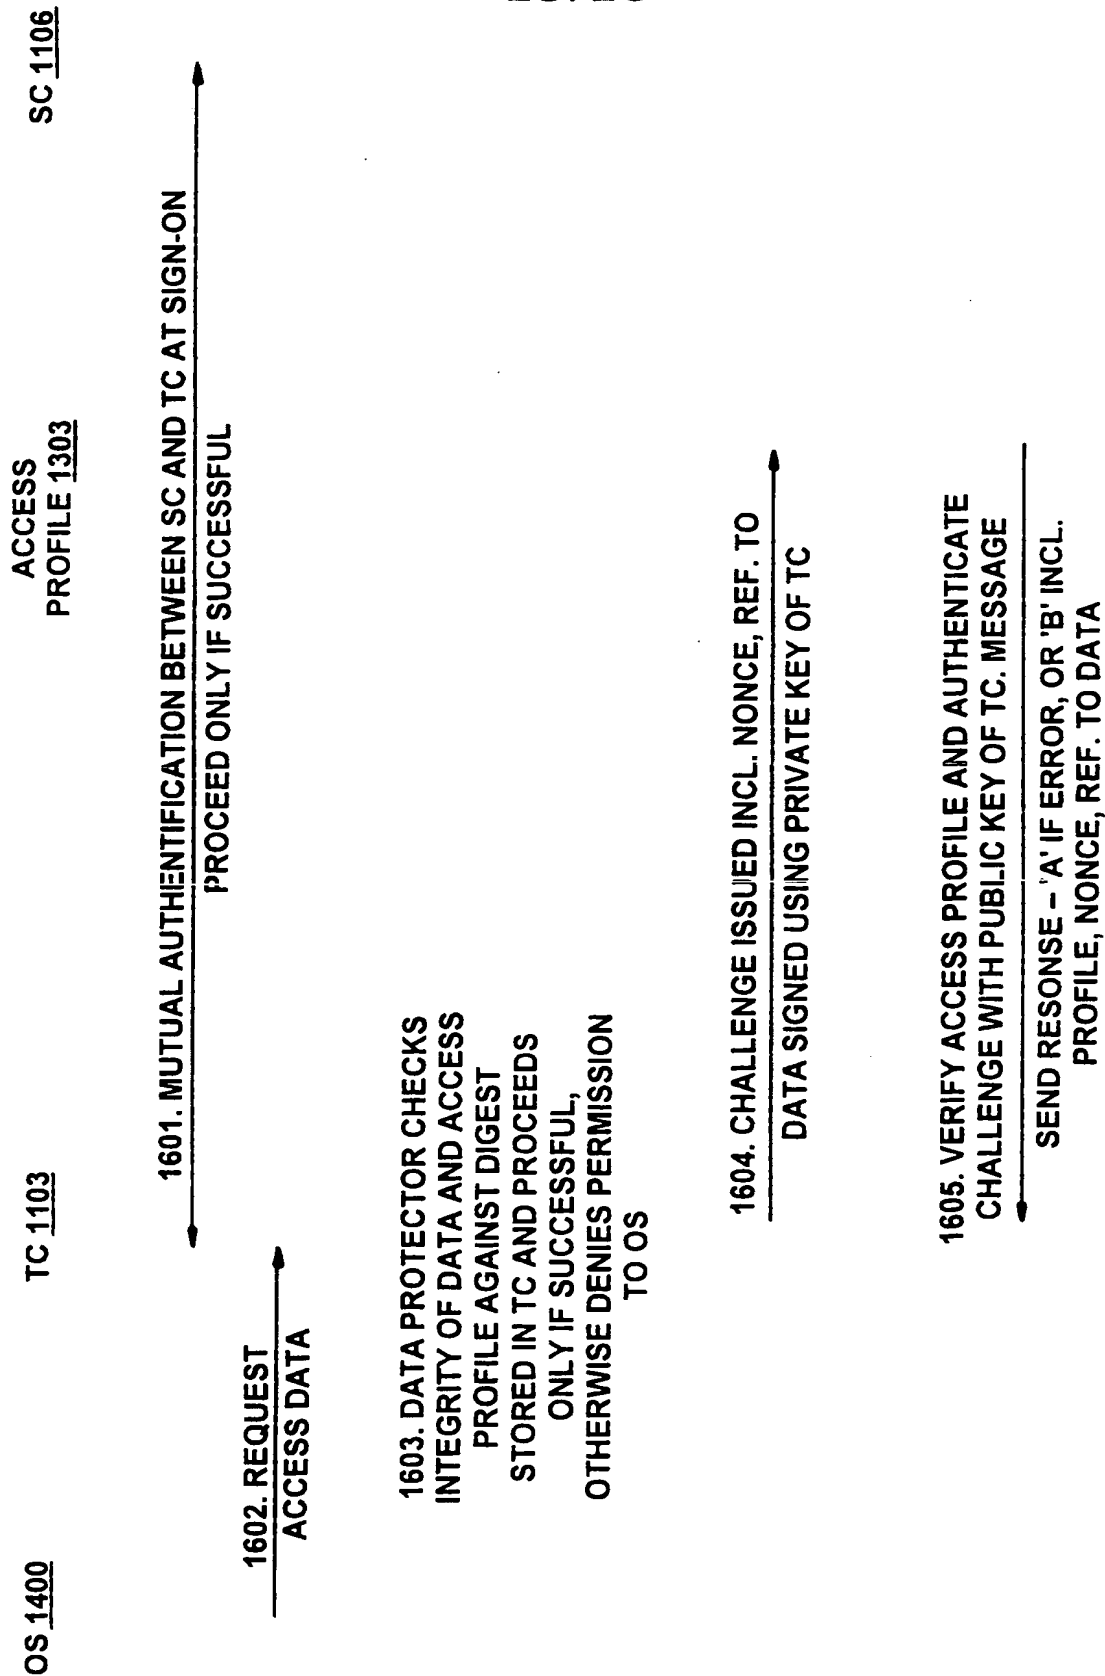 OS 1400
TC 1103
ACCESS
PROFILE 1303
SC 1106
1601. MUTUAL AUTHENTIFICATION BETWEEN SC AND TC AT SIGN-ON
PROCEED ONLY IF SUCCESSFUL
1602. REQUEST
ACCESS DATA
1603. DATA PROTECTOR CHECKS
INTEGRITY OF DATA AND ACCESS
PROFILE AGAINST DIGEST
STORED IN TC AND PROCEEDS
ONLY IF SUCCESSFUL,
OTHERWISE DENIES PERMISSION
TO OS
1604. CHALLENGE ISSUED INCL. NONCE, REF. TO
DATA SIGNED USING PRIVATE KEY OF TC
1605. VERIFY ACCESS PROFILE AND AUTHENTICATE
CHALLENGE WITH PUBLIC KEY OF TC. MESSAGE
SEND RESONSE – 'A' IF ERROR, OR 'B' INCL.
PROFILE, NONCE, REF. TO DATA